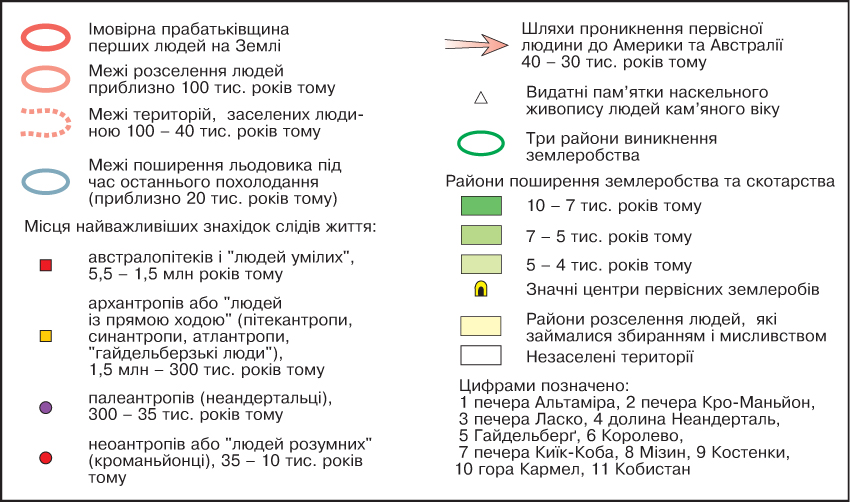 Імовірна прабатьківщина
перших людей на Землі
Межі розселення людей
приблизно 100 тис. років тому
Межі територій, заселених люди-
ною 100 – 40 тис. років тому
Межі поширення льодовика під
час останнього похолодання
(приблизно 20 тис. років тому)
Місця найважливіших знахідок слідів життя:
австралопітеків і "людей умілих",
5,5 – 1,5 млн років тому
архантропів або "людей
із прямою ходою" (пітекантропи,
синантропи, атлантропи,
"гайдельберзькі люди"),
1,5 млн – 300 тис. років тому
палеантропів (неандертальці),
300 – 35 тис. років тому
неоантропів або "людей розумних"
(кроманьйонці), 35 – 10 тис. років
тому
Шляхи проникнення первісної
людини до Америки та Австралії
40 – 30 тис. років тому
Видатні пам’ятки наскельного
живопису людей кам’яного віку
Три райони виникнення
землеробства
Райони поширення землеробства та скотарства
10 – 7 тис. років тому
7 – 5 тис. років тому
5 – 4 тис. років тому
Значні центри первісних землеробів
Райони розселення людей, які
займалися збиранням і мисливством
Незаселені території
Цифрами позначено:
1 печера Альтаміра, 2 печера Кро-Маньйон,
3 печера Ласко, 4 долина Неандерталь,
5 Гайдельберґ, 6 Королево,
7 печера Киїк-Коба, 8 Мізин, 9 Костенки,
10 гора Кармел, 11 Кобистан